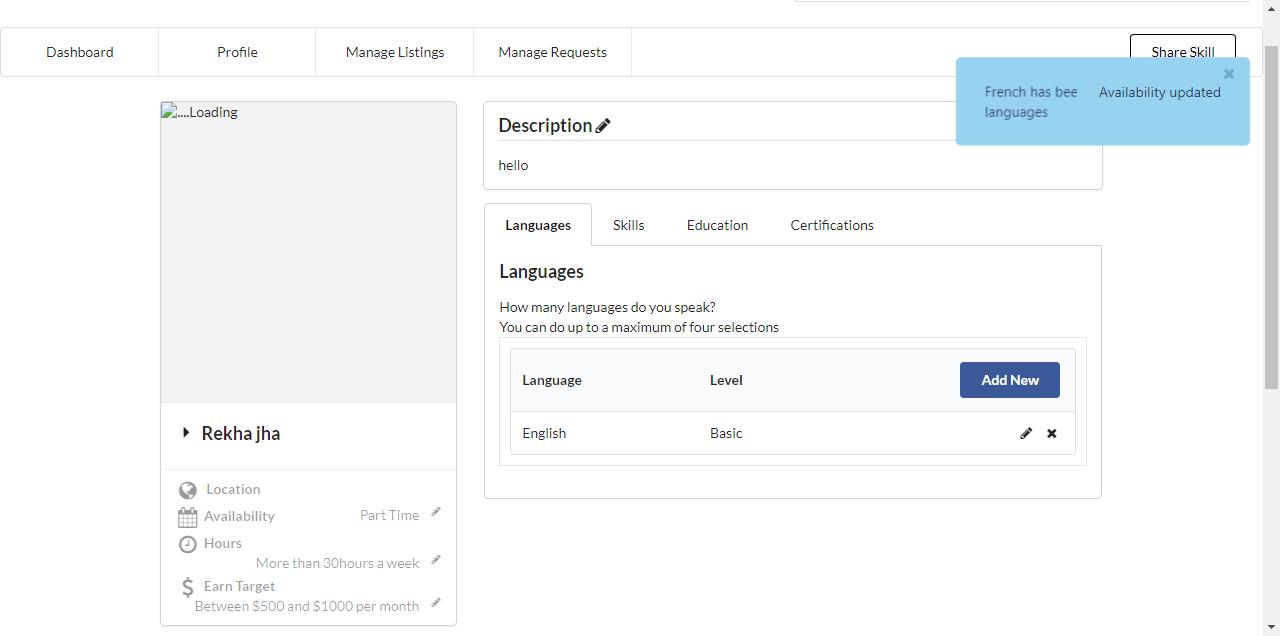 Dashboard Profile Manage Listings Manage Requests Share Skill
French has bee
languages
Availability updated
....Loading
Rekha jha
Location
Availability Part Time
Hours
More than 30hours a week
Earn Target
Between $500 and $1000 per month
Description
hello
Languages Skills Education Certifications
Languages
How many languages do you speak?
You can do up to a maximum of four selections
Language Level Add New
English Basic